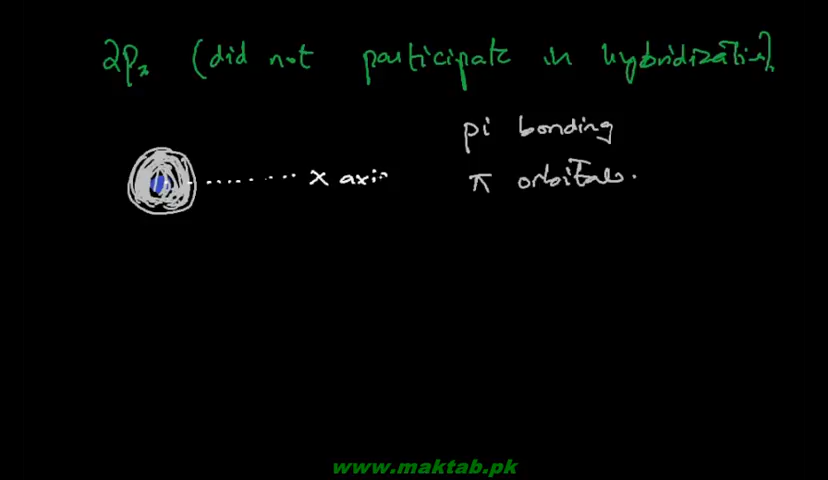 2pz (did not participate in hybridization)
pi bonding
x axis
π orbitals.
www.maktab.pk